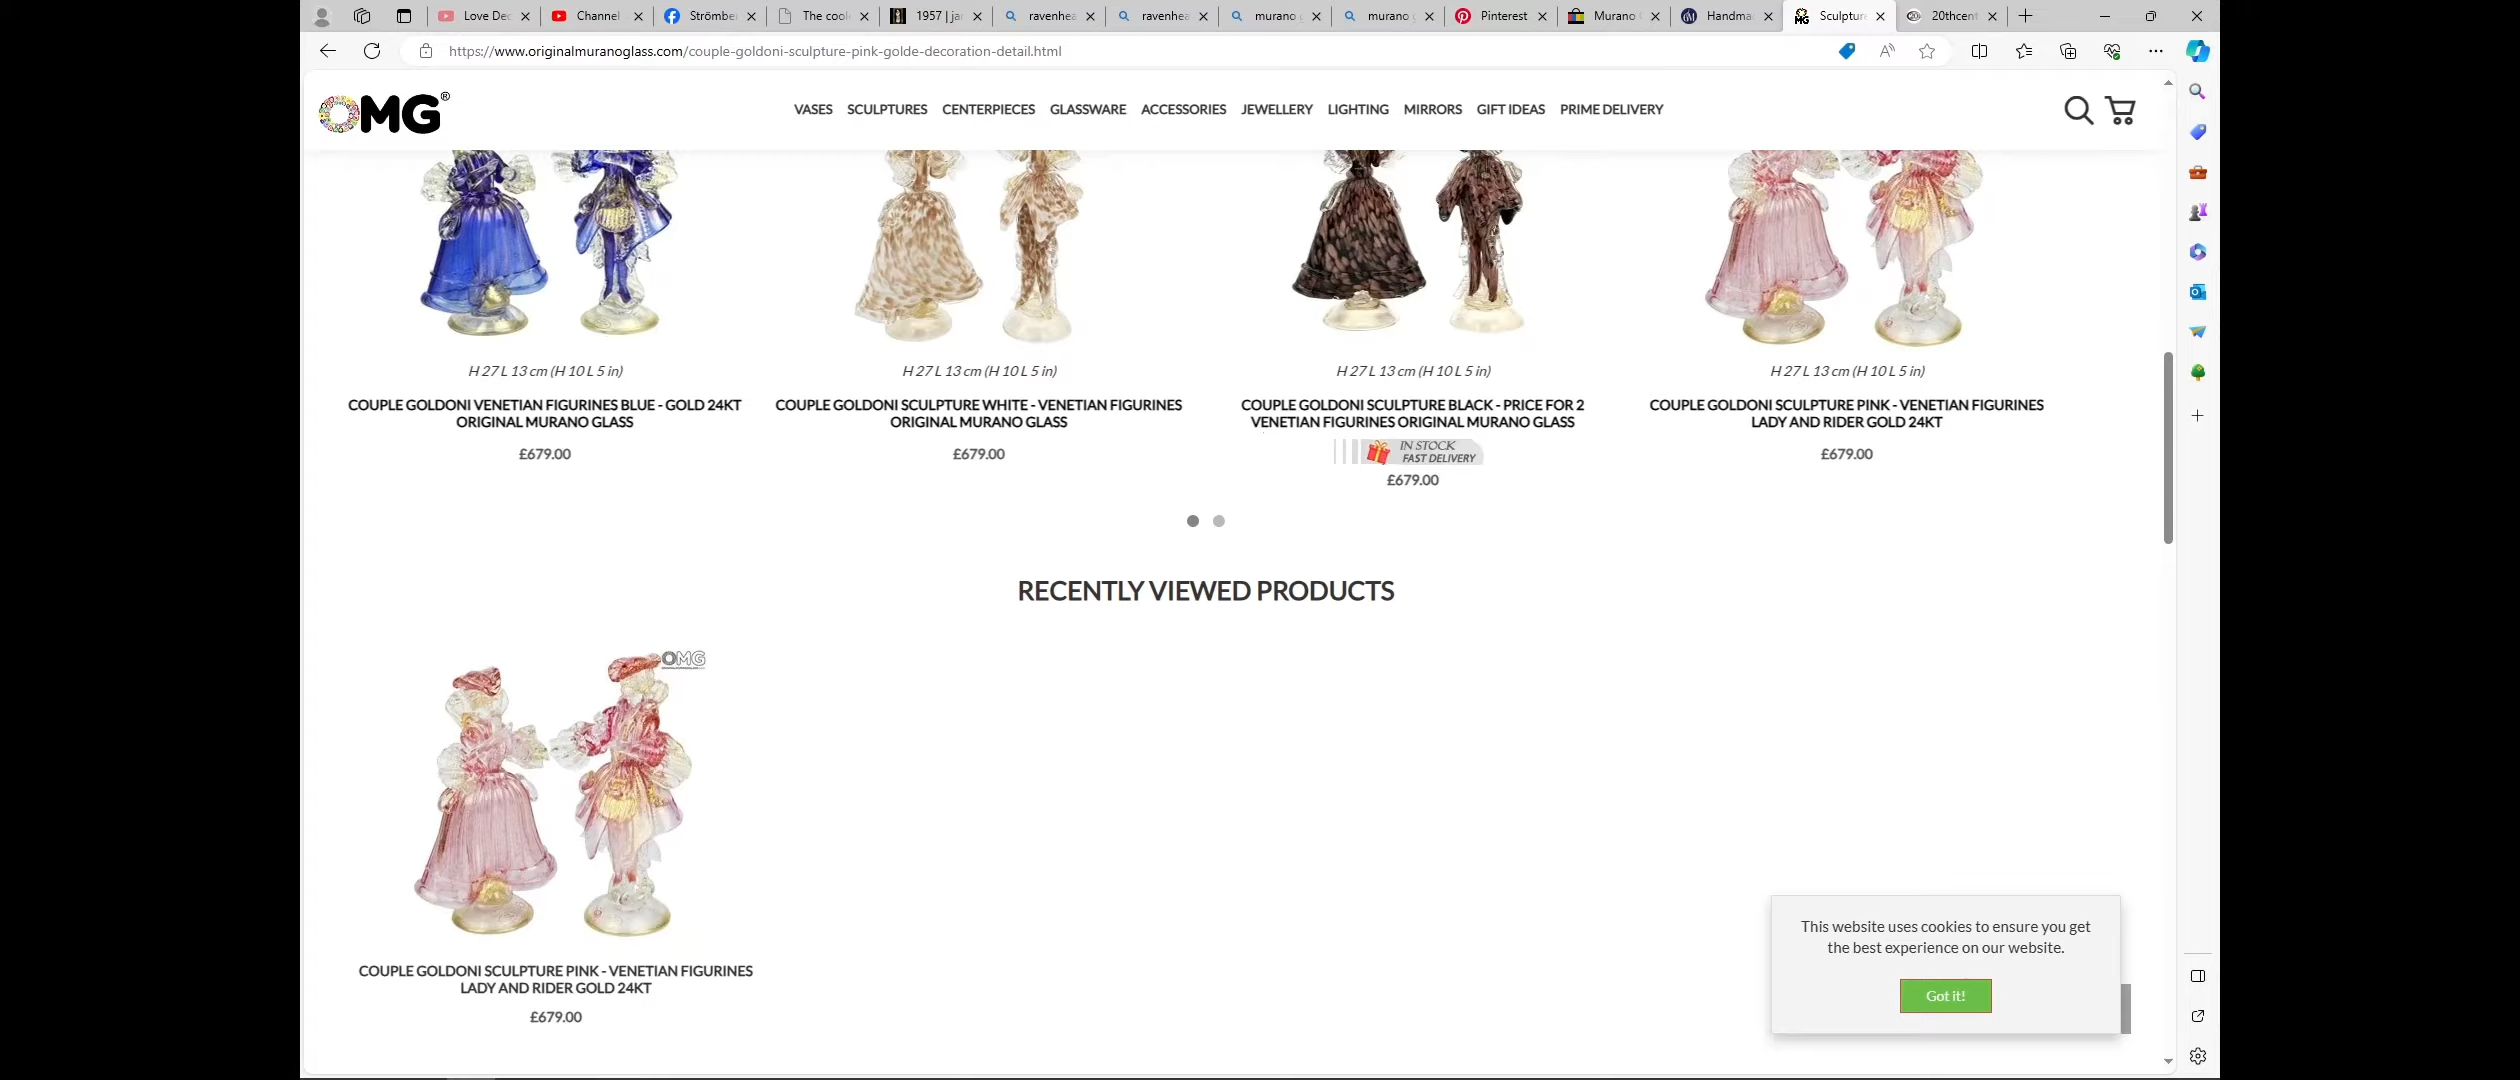 Love Dec
Channel
Strömbe
The cook
1957 | ja
ravenhea
ravenhea
murano g
murano g
Pinterest
Murano
Handma
Sculpture
20thcent
https://www.originalmuranoglass.com/couple-goldoni-sculpture-pink-golde-decoration-detail.html
OMG®
VASES SCULPTURES CENTERPIECES GLASSWARE ACCESSORIES JEWELLERY LIGHTING MIRRORS GIFT IDEAS PRIME DELIVERY
H 27 L 13 cm (H 10 L 5 in)
COUPLE GOLDONI VENETIAN FIGURINES BLUE - GOLD 24KT
ORIGINAL MURANO GLASS
£679.00
H 27 L 13 cm (H 10 L 5 in)
COUPLE GOLDONI SCULPTURE WHITE - VENETIAN FIGURINES
ORIGINAL MURANO GLASS
£679.00
H 27 L 13 cm (H 10 L 5 in)
COUPLE GOLDONI SCULPTURE BLACK - PRICE FOR 2
VENETIAN FIGURINES ORIGINAL MURANO GLASS
IN STOCK
FAST DELIVERY
£679.00
H 27 L 13 cm (H 10 L 5 in)
COUPLE GOLDONI SCULPTURE PINK - VENETIAN FIGURINES
LADY AND RIDER GOLD 24KT
£679.00
RECENTLY VIEWED PRODUCTS
OMG
COUPLE GOLDONI SCULPTURE PINK - VENETIAN FIGURINES
LADY AND RIDER GOLD 24KT
£679.00
This website uses cookies to ensure you get
the best experience on our website.
Got it!